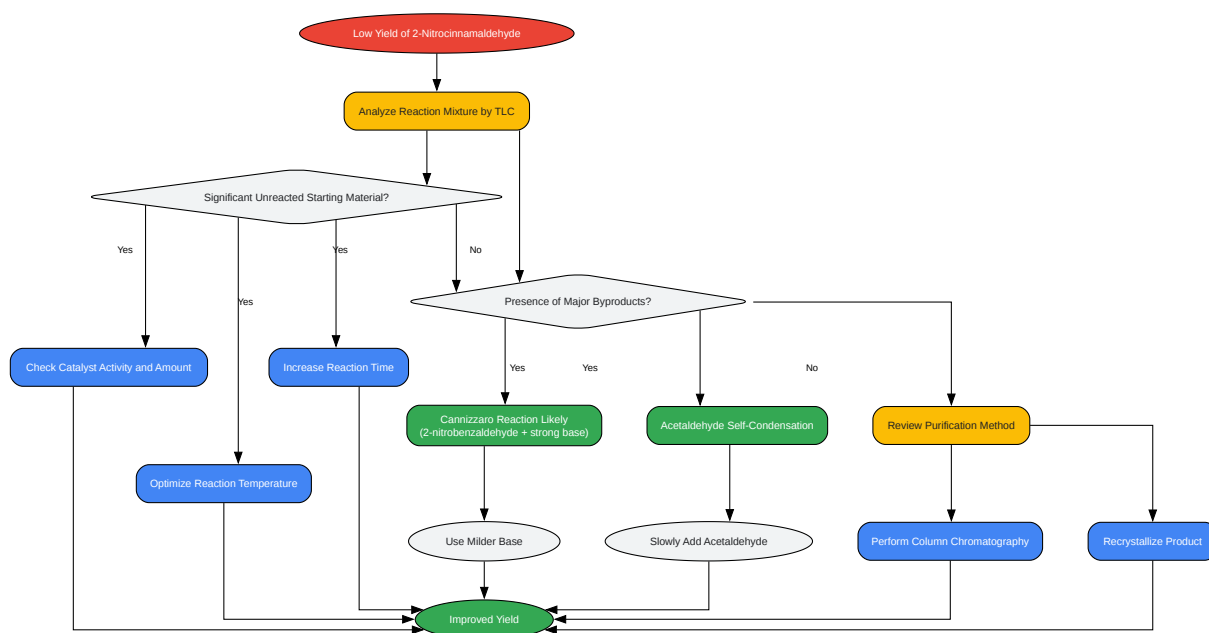 Low Yield of 2-Nitrocinnamaldehyde
Analyze Reaction Mixture by TLC
Significant Unreacted Starting Material?
Yes
Yes
No
Yes
Presence of Major Byproducts?
Check Catalyst Activity and Amount
Increase Reaction Time
Yes
Yes
No
Cannizzaro Reaction Likely
(2-nitrobenzaldehyde + strong base)
Acetaldehyde Self-Condensation
Review Purification Method
Optimize Reaction Temperature
Use Milder Base
Slowly Add Acetaldehyde
Perform Column Chromatography
Recrystallize Product
Improved Yield